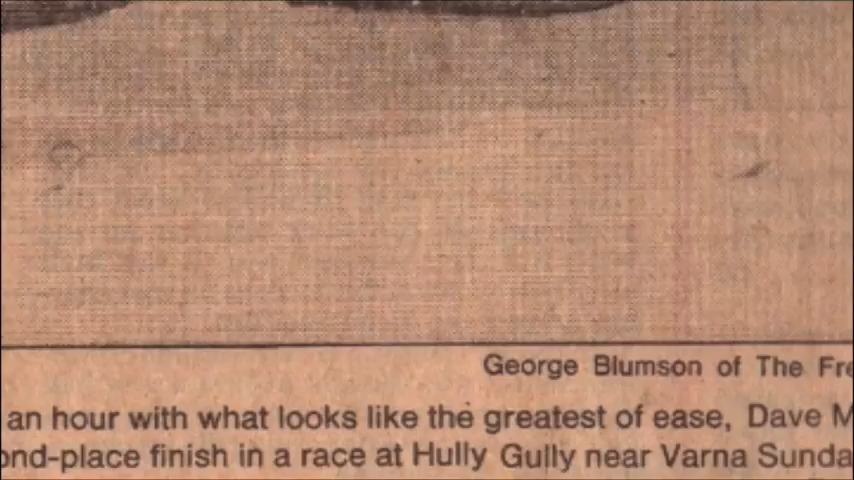 George Blumson of The Fre
an hour with what looks like the greatest of ease, Dave M
ond-place finish in a race at Hully Gully near Varna Sunda